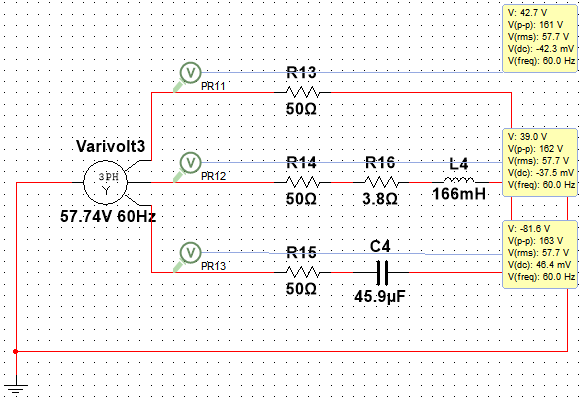 V: 42.7 V
V(p-p): 161 V
V(rms): 57.7 V
V(dc): -42.3 mV
V(freq): 60.0 Hz
V
PR11
R13
50Ω
Varivolt3
3PH
Y
57.74V 60Hz
V
PR12
R14
50Ω
R16
3.8Ω
L4
166mH
V: 39.0 V
V(p-p): 162 V
V(rms): 57.7 V
V(dc): -37.5 mV
V(freq): 60.0 Hz
V
PR13
R15
50Ω
C4
45.9µF
V: -81.6 V
V(p-p): 163 V
V(rms): 57.7 V
V(dc): 46.4 mV
V(freq): 60.0 Hz